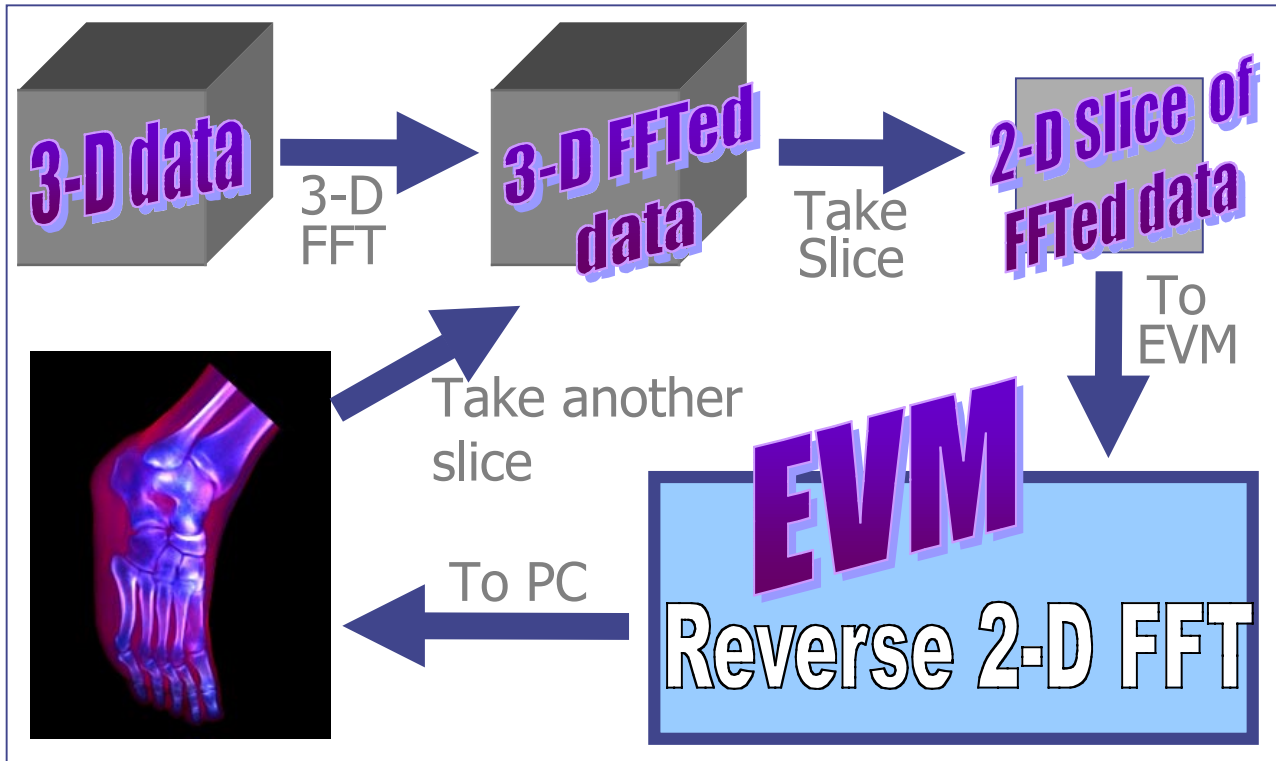 3-D data
3-D
FFT
3-D FFTed
data
Take
Slice
2-D Slice of
FFTed data
To
EVM
Take another
slice
EVM
Reverse 2-D FFT
To PC